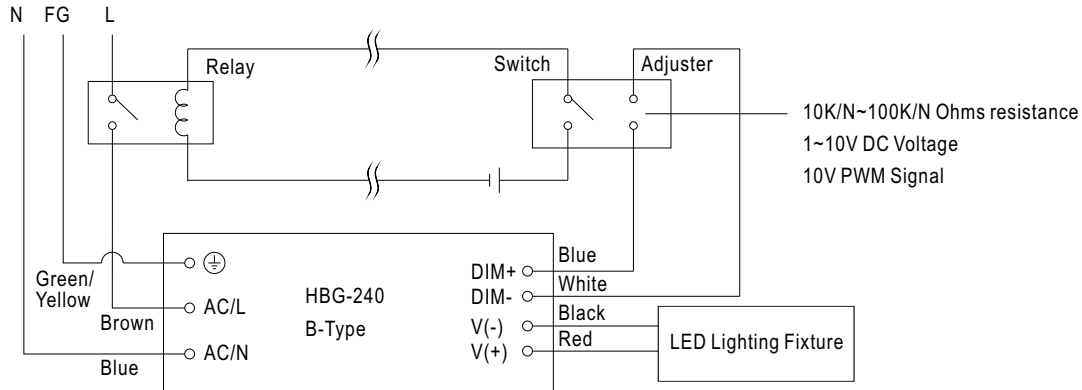 N FG L
Relay
Switch
Adjuster
10K/N~100K/N Ohms resistance
1~10V DC Voltage
10V PWM Signal
Green/
Yellow
Brown
Blue
AC/L
AC/N
HBG-240
B-Type
DIM+
DIM-
V(-)
V(+)
Blue
White
Black
Red
LED Lighting Fixture